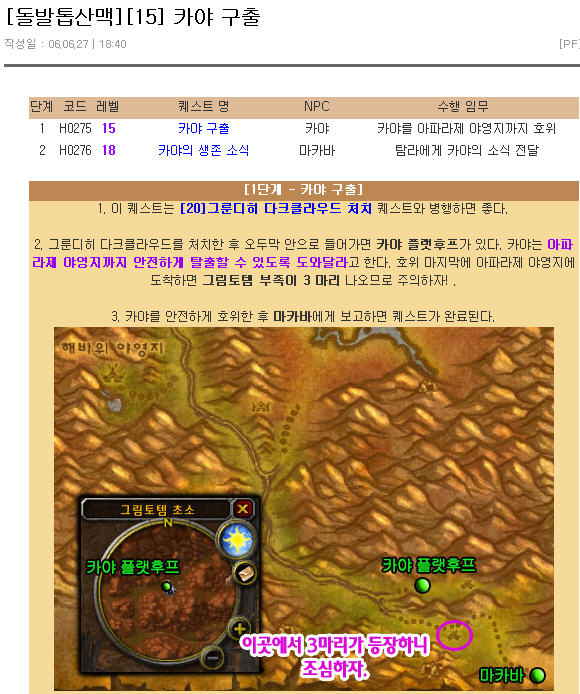 [돌발톱산맥][15] 카야 구출
작성일 : 06,06,27 | 18:40
[PF]
단계 코드 레벨 퀘스트 명 NPC 수행 임무
1 H0275 15 카야 구출 카야 카야를 아파라제 야영지까지 호위
2 H0276 18 카야의 생존 소식 마카바 탐라에게 카야의 소식 전달
[1단계 - 카야 구출]
1. 이 퀘스트는 [20]그룬디히 다크클라우드 처치 퀘스트와 병행하면 좋다.
2. 그룬디히 다크클라우드를 처치한 후 오두막 안으로 들어가면 카야 플랫후프가 있다. 카야는 아파
라제 야영지까지 안전하게 탈출할 수 있도록 도와달라고 한다. 호위 마지막에 아파라제 야영지에
도착하면 그림토템 부족이 3 마리 나오므로 주의하자! .
3. 카야를 안전하게 호위한 후 마카바에게 보고하면 퀘스트가 완료된다.
해바위 야영지
그림토템 초소
N
카야 플랫후프
카야 플랫후프
이곳에서 3마리가 등장하니
조심하자.
마카바